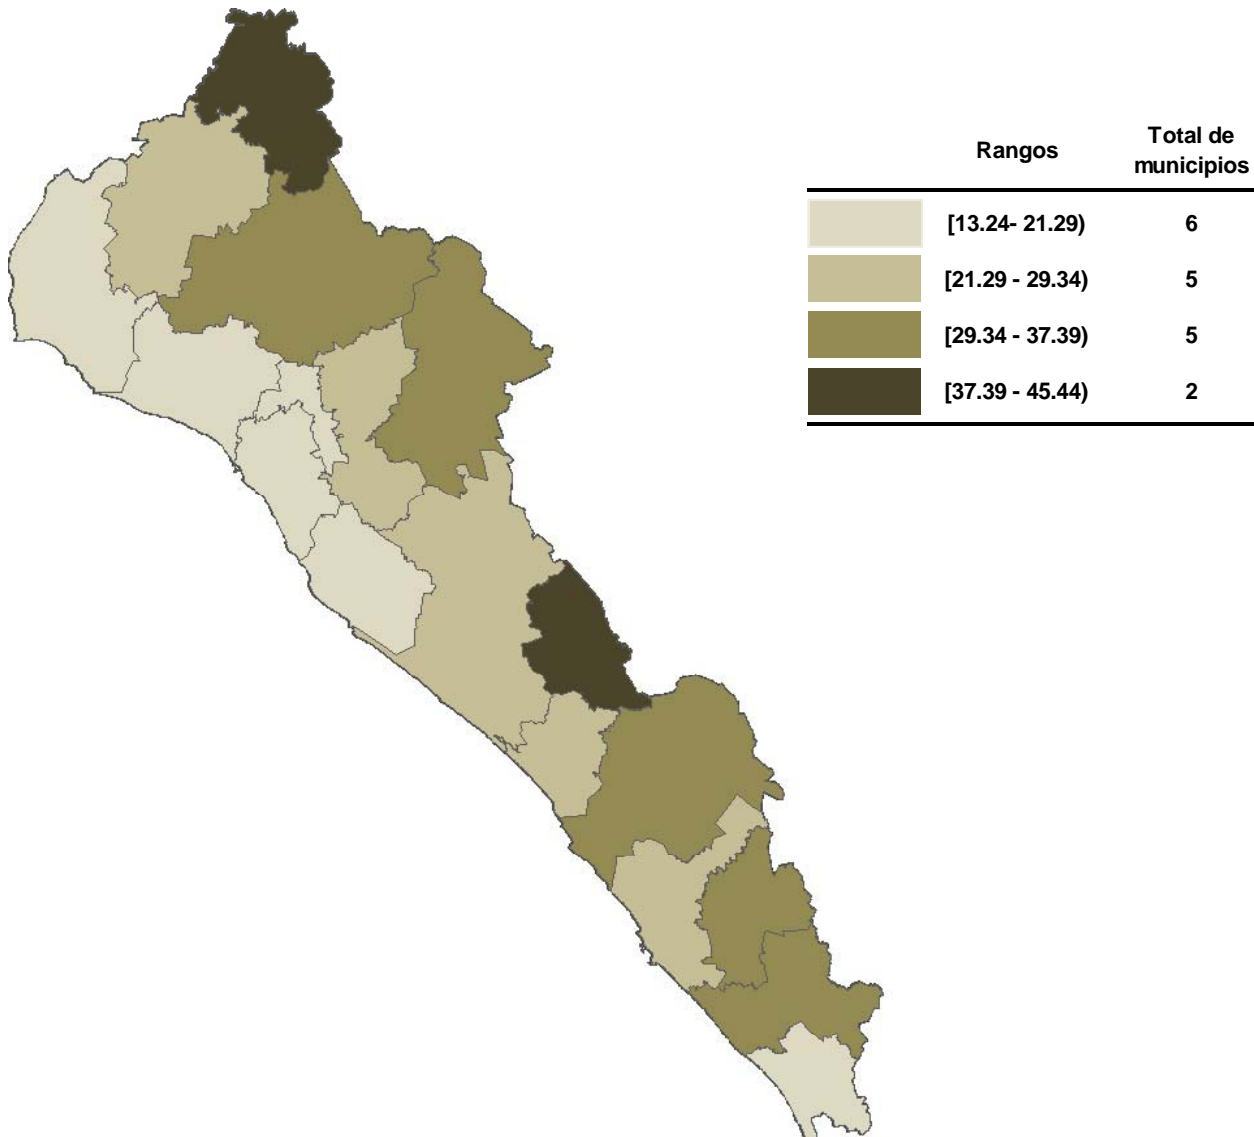 Rangos Total de
municipios
[13.24- 21.29) 6
[21.29 - 29.34) 5
[29.34 - 37.39) 5
[37.39 - 45.44) 2